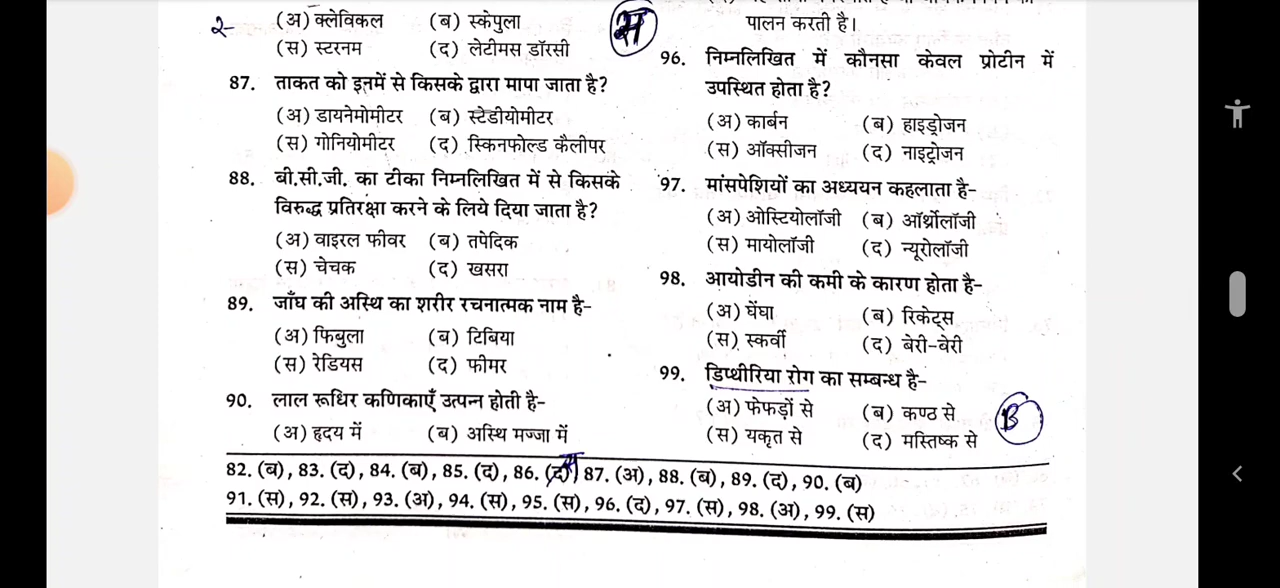 (अ) क्लेविकल (ब) स्केपुला
(स) स्टरनम (द) लेटीमस डॉरसी
87. ताकत को इनमें से किसके द्वारा मापा जाता है?
(अ) डायनेमोमीटर (ब) स्टेडीयोमीटर
(स) गोनियोमीटर (द) स्किनफोल्ड कैलीपर
88. बी.सी.जी. का टीका निम्नलिखित में से किसके
विरुद्ध प्रतिरक्षा करने के लिये दिया जाता है?
(अ) वाइरल फीवर (ब) तपेदिक
(स) चेचक (द) खसरा
89. जाँघ की अस्थि का शरीर रचनात्मक नाम है-
(अ) फिबुला (ब) टिबिया
(स) रेडियस (द) फीमर
90. लाल रूधिर कणिकाएँ उत्पन्न होती है-
(अ) हृदय में (ब) अस्थि मज्जा में
स
पालन करती है।
96. निम्नलिखित में कौनसा केवल प्रोटीन में
उपस्थित होता है?
(अ) कार्बन (ब) हाइड्रोजन
(स) ऑक्सीजन (द) नाइट्रोजन
97. मांसपेशियों का अध्ययन कहलाता है-
(अ) ओस्टियोलॉजी (ब) ऑर्थ्रोलॉजी
(स) मायोलॉजी (द) न्यूरोलॉजी
98. आयोडीन की कमी के कारण होता है-
(अ) घेंघा (ब) रिकेट्स
(स) स्कर्वी (द) बेरी-बेरी
99. डिप्थीरिया रोग का सम्बन्ध है-
(अ) फेफड़ों से (ब) कण्ठ से
(स) यकृत से (द) मस्तिष्क से
B
82. (ब), 83. (द), 84. (ब), 85. (द), 86. (द) स 87. (अ), 88. (ब), 89. (द), 90. (ब)
91. (स), 92. (स), 93. (अ), 94. (स), 95. (स), 96. (द), 97. (स), 98. (अ), 99. (स)